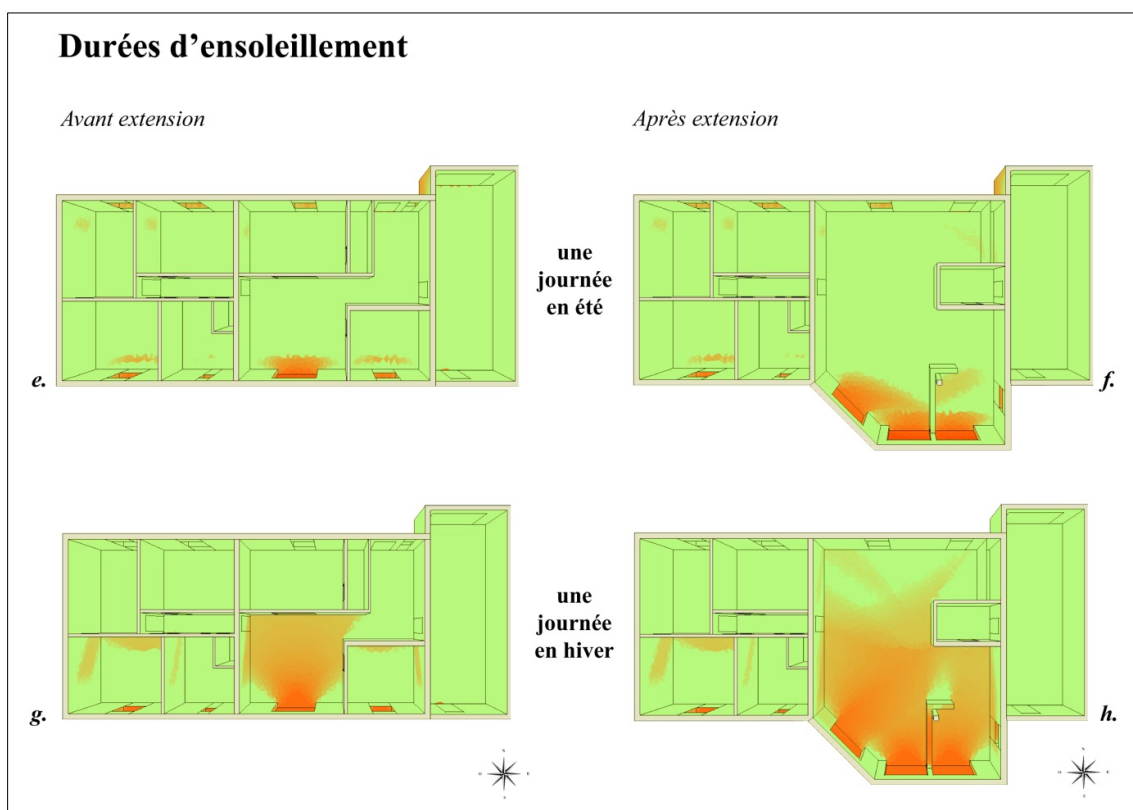 Durées d'ensoleillement
Avant extension
Après extension
une
journée
en été
e.
f.
une
journée
en hiver
g.
h.